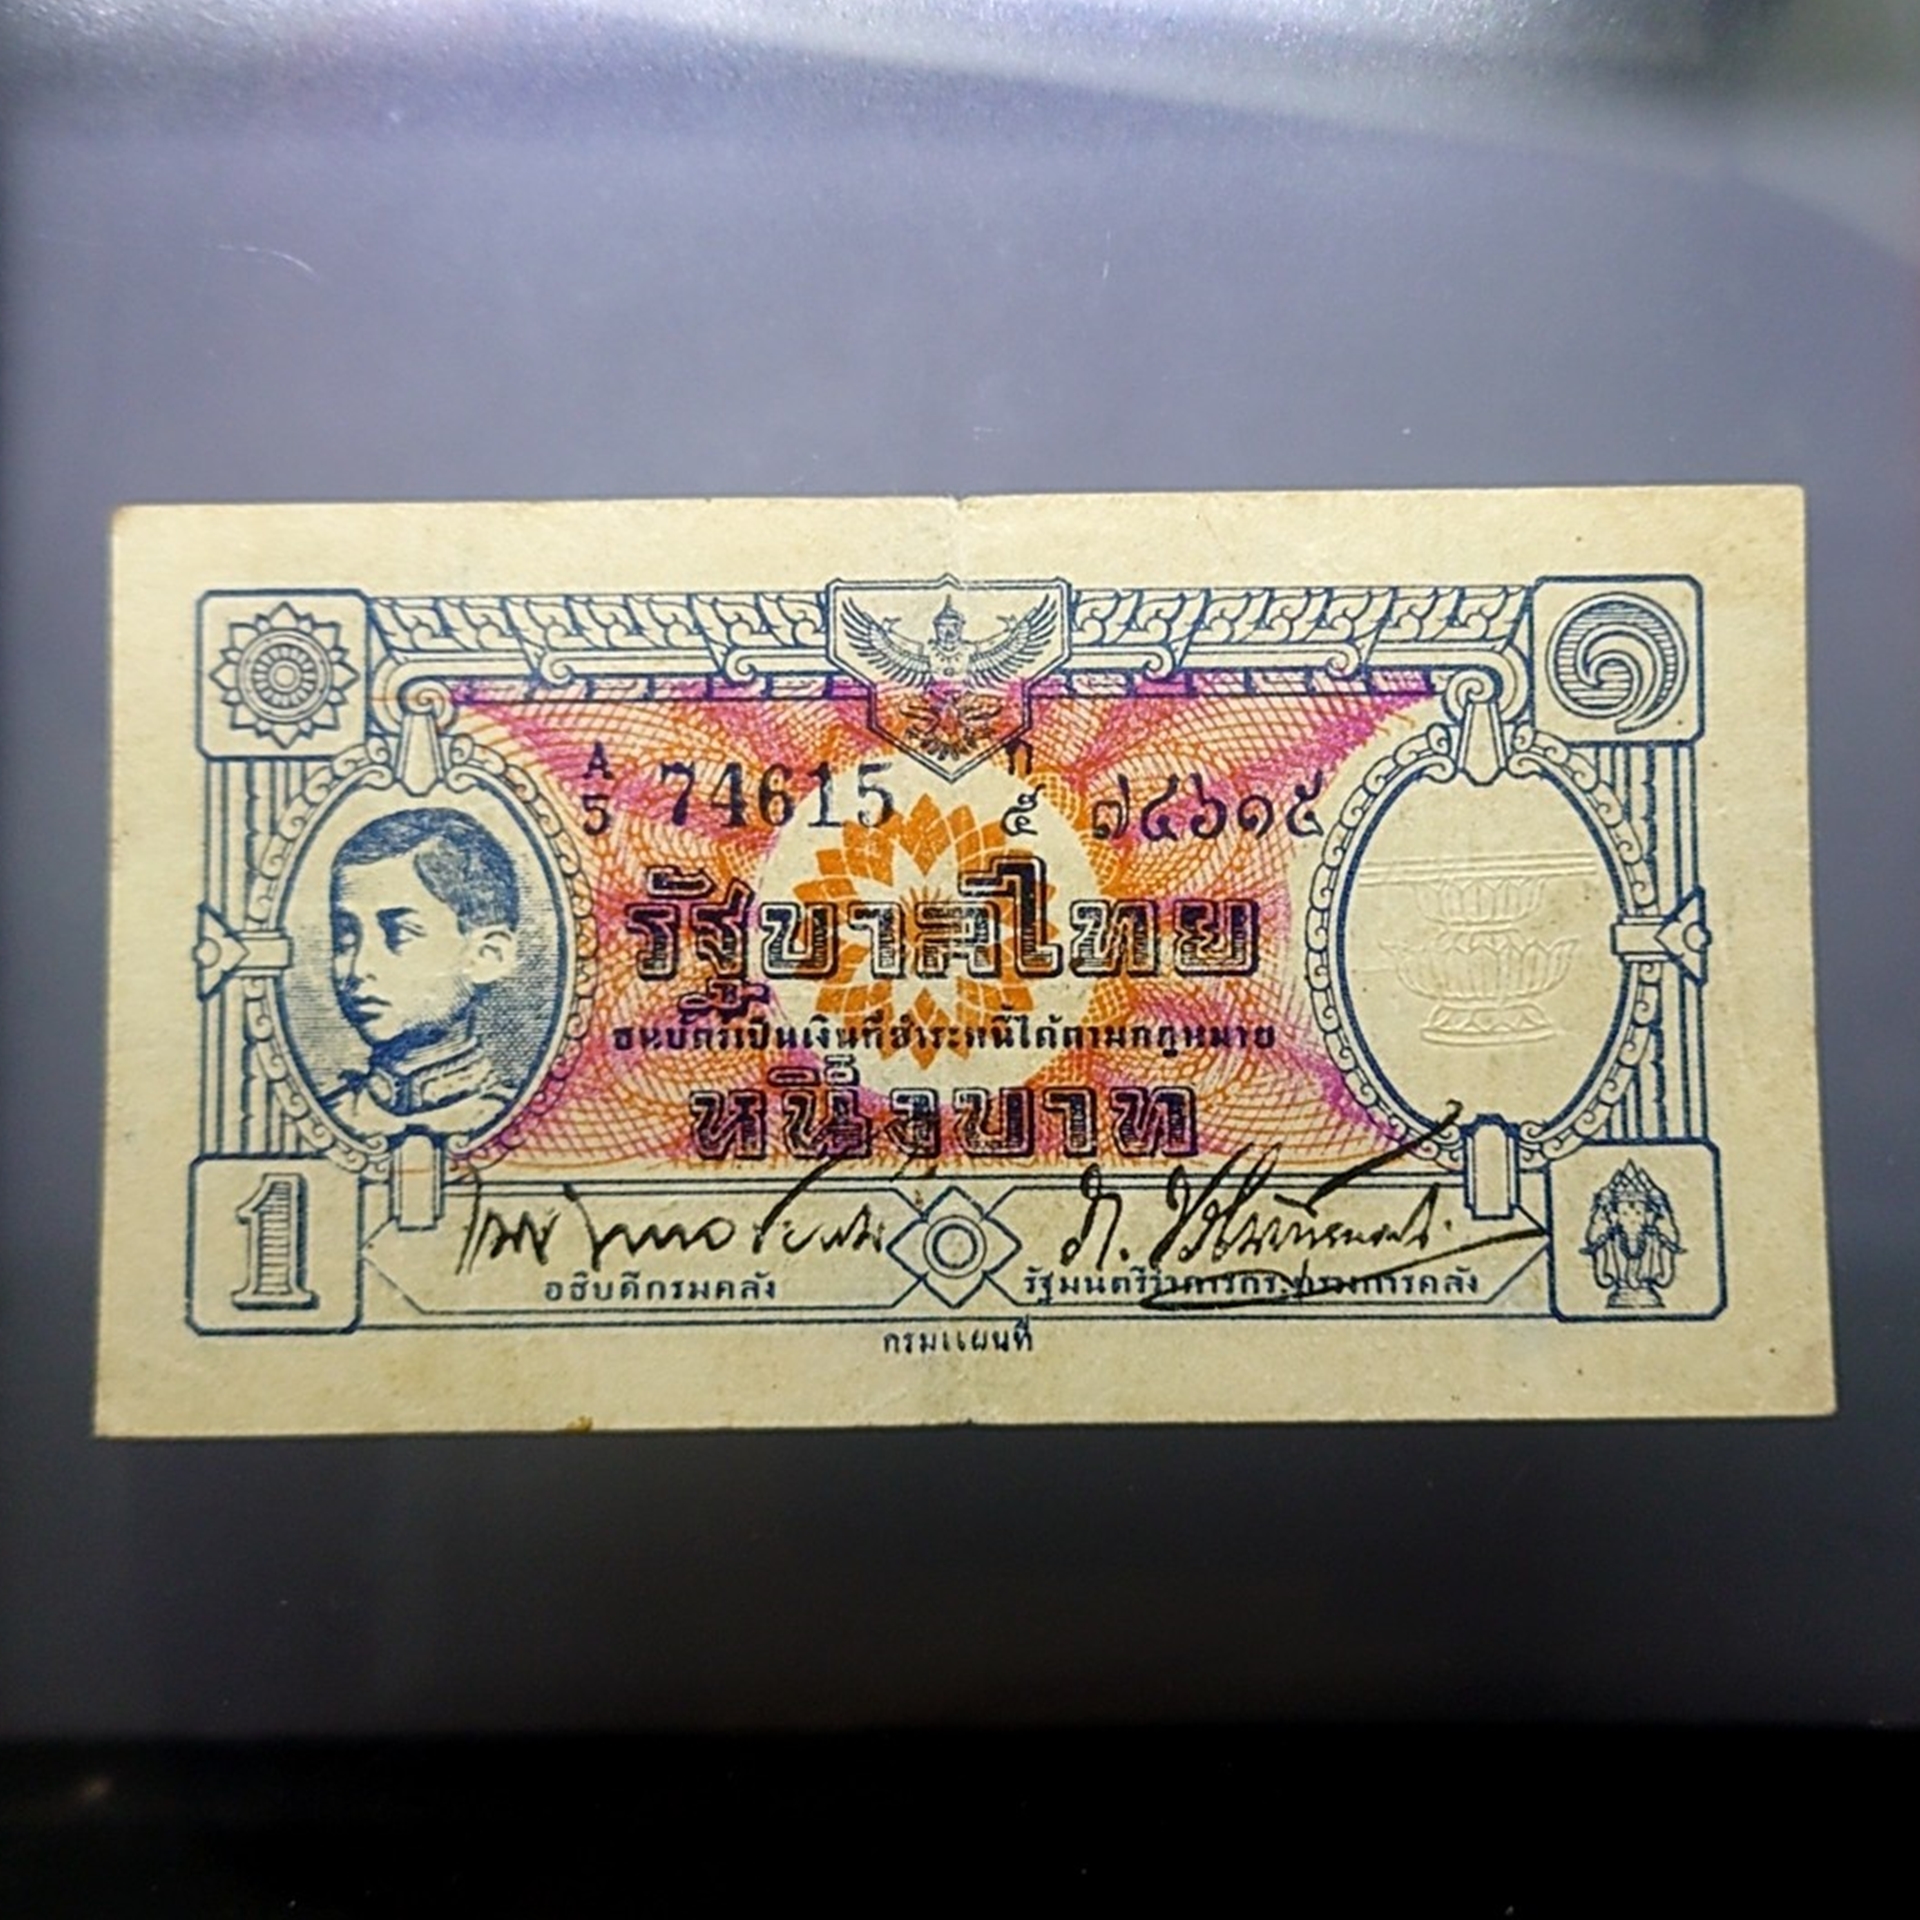 ๑
A
5 74615 ก
๕ ๗๔๖๑๕
รัฐบาลไทย
ธนบัตร์เป็นเงินที่ชำระหนี้ได้ตามกฎหมาย
หนึ่งบาท
1
อธิบดีกรมคลัง
รัฐมนตรีว่าการกระทรวงการคลัง
กรมแผนที่